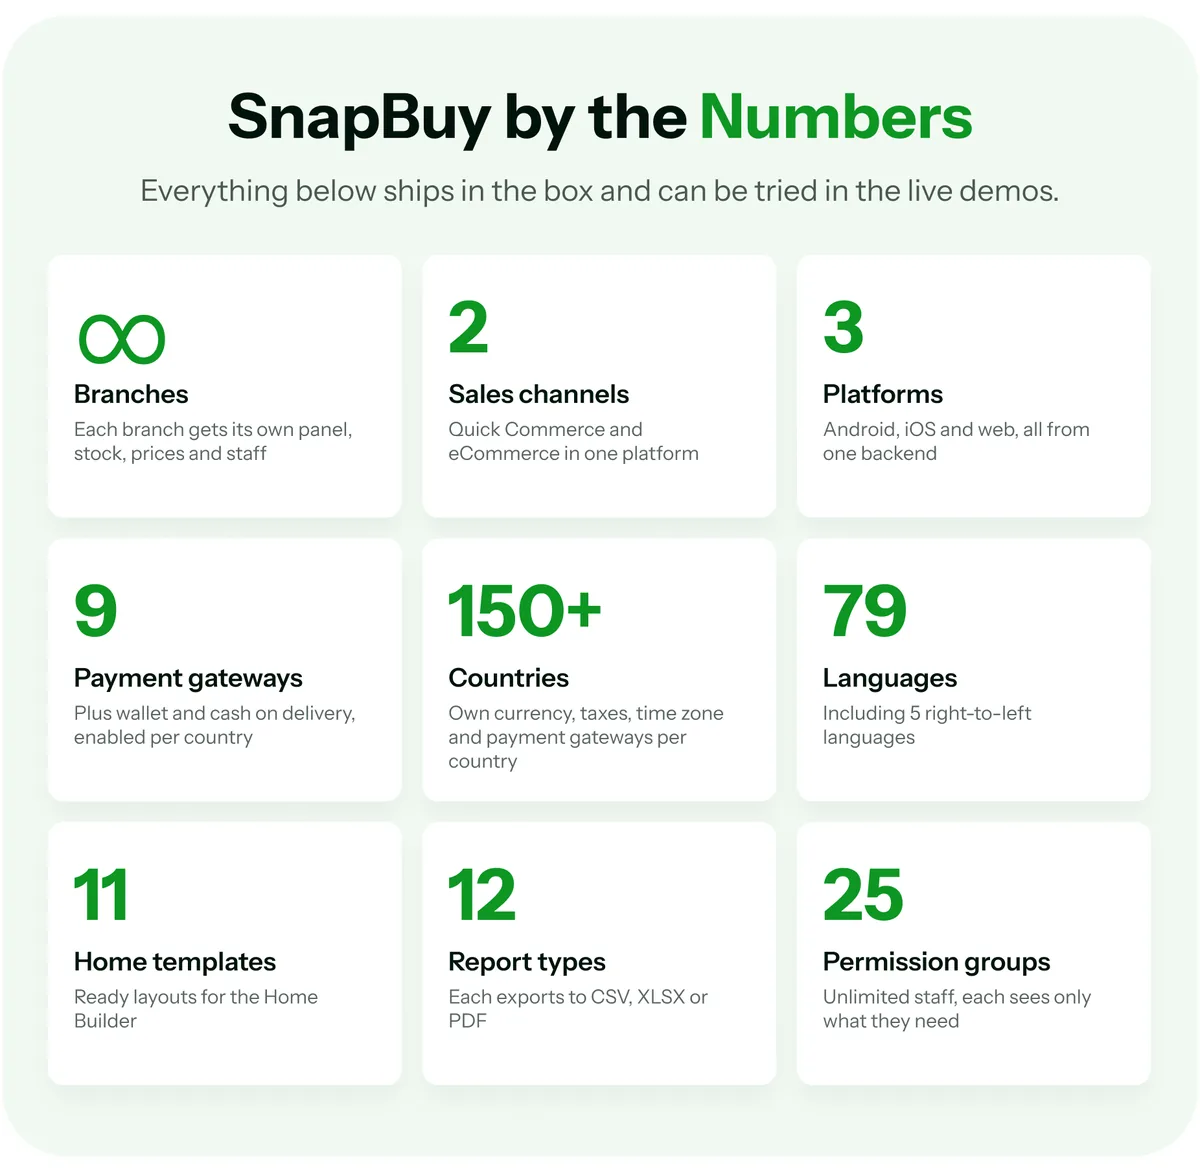 SnapBuy by the Numbers
Everything below ships in the box and can be tried in the live demos.
∞
Branches
Each branch gets its own panel,
stock, prices and staff
2
Sales channels
Quick Commerce and
eCommerce in one platform
3
Platforms
Android, iOS and web, all from
one backend
9
Payment gateways
Plus wallet and cash on delivery,
enabled per country
150+
Countries
Own currency, taxes, time zone
and payment gateways per
country
79
Languages
Including 5 right-to-left
languages
11
Home templates
Ready layouts for the Home
Builder
12
Report types
Each exports to CSV, XLSX or
PDF
25
Permission groups
Unlimited staff, each sees only
what they need